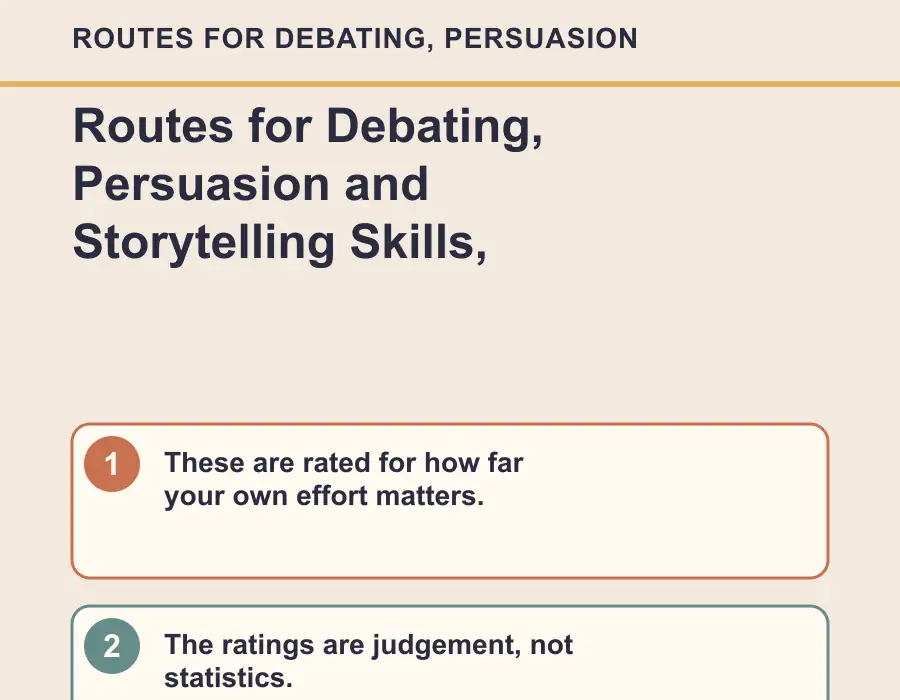 ROUTES FOR DEBATING, PERSUASION
Routes for Debating,
Persuasion and
Storytelling Skills,
1
These are rated for how far
your own effort matters.
2
The ratings are judgement, not
statistics.